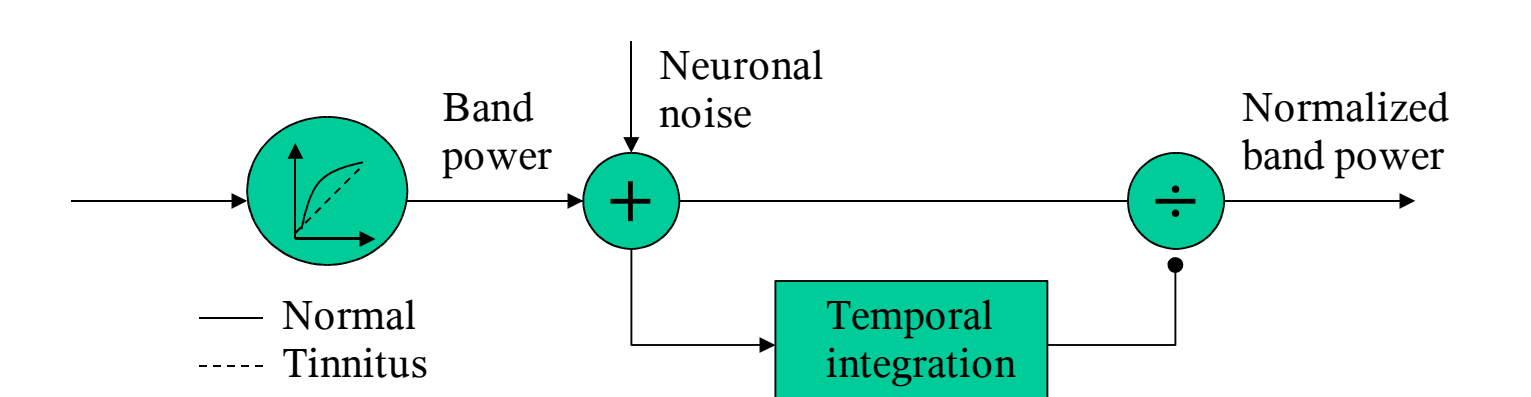 Neuronal
noise
Band
power
Normalized
band power
+
÷
Normal
Tinnitus
Temporal
integration